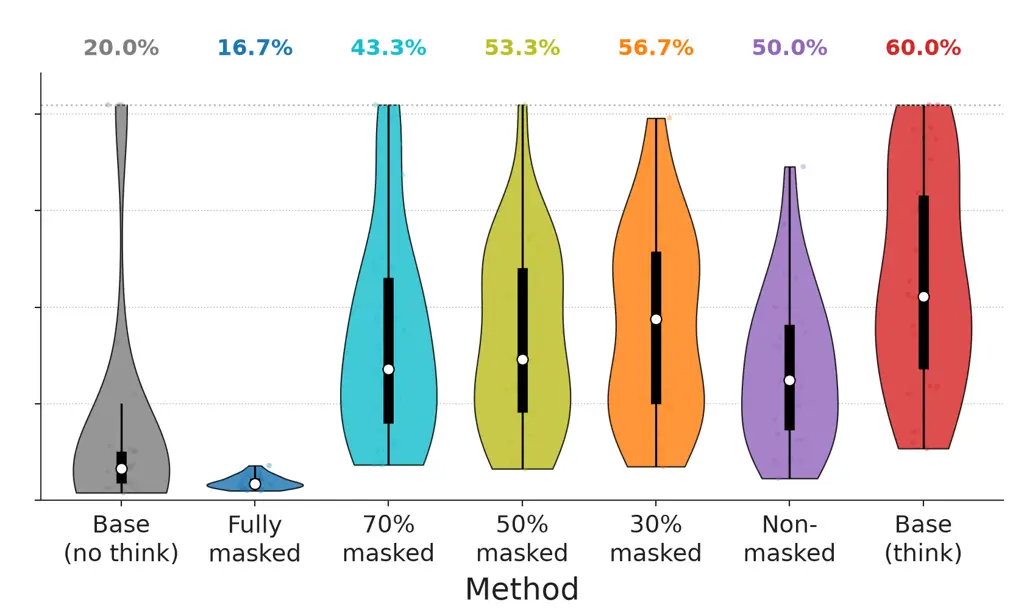 20.0% 16.7% 43.3% 53.3% 56.7% 50.0% 60.0%
Base Fully 70% 50% 30% Non- Base
(no think) masked masked masked masked masked (think)
Method